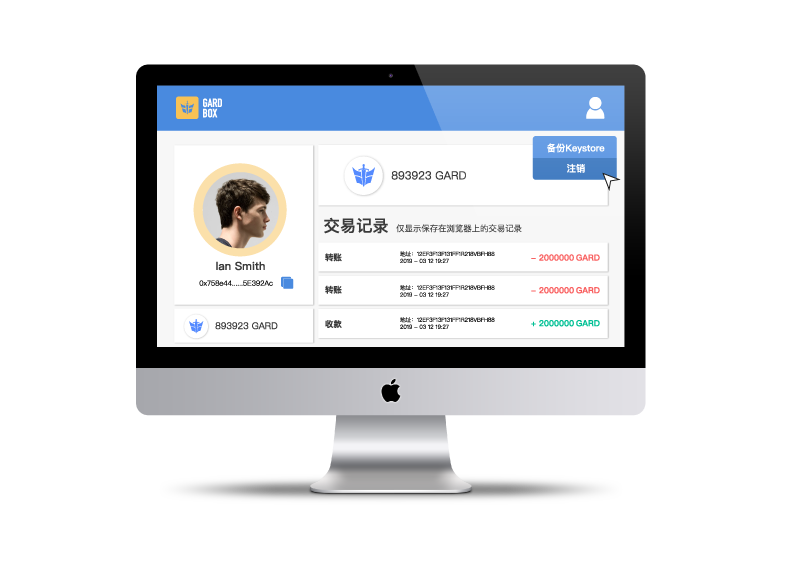 GARD
BOX
备份Keystore
注销
893923 GARD
Ian Smith
0x758e44......5E392Ac
893923 GARD
交易记录 仅显示保存在浏览器上的交易记录
转账
地址：12EF3F13F131FF1R218VBFH88
2019 – 03 12 19:27
– 2000000 GARD
转账
地址：12EF3F13F131FF1R218VBFH88
2019 – 03 12 19:27
– 2000000 GARD
收款
地址：12EF3F13F131FF1R218VBFH88
2019 – 03 12 19:27
+ 2000000 GARD